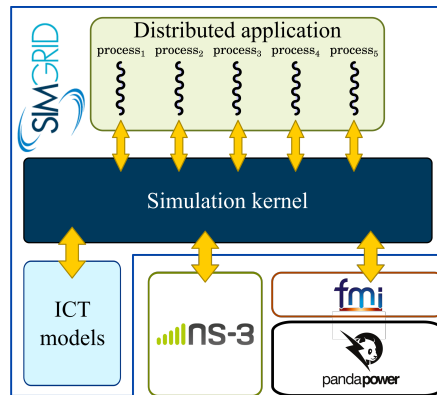 SIMGRID
Distributed application
process₁ process₂ process₃ process₄ process₅
Simulation kernel
ICT
models
ns-3
fmi
pandapower